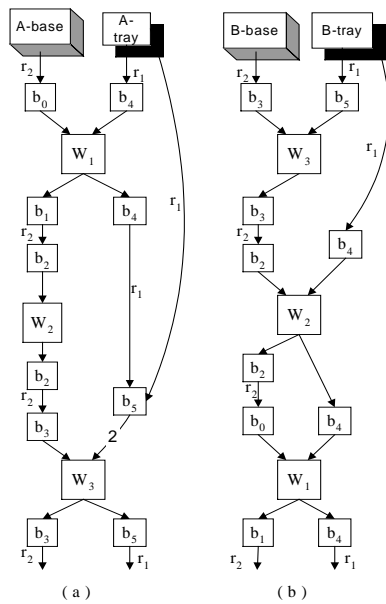 A-base
A-
tray
B-base
B-tray
r₂
r₁
r₂
r₁
b₀
b₄
b₃
b₅
W₁
W₃
r₁
r₁
b₁
b₄
b₃
r₂
r₂
b₄
b₂
b₂
r₁
W₂
W₂
b₂
b₂
r₂
b₅
r₂
b₃
b₀
b₄
2
W₃
W₁
b₃
b₅
b₁
b₄
r₂
r₁
r₂
r₁
( a )
( b )